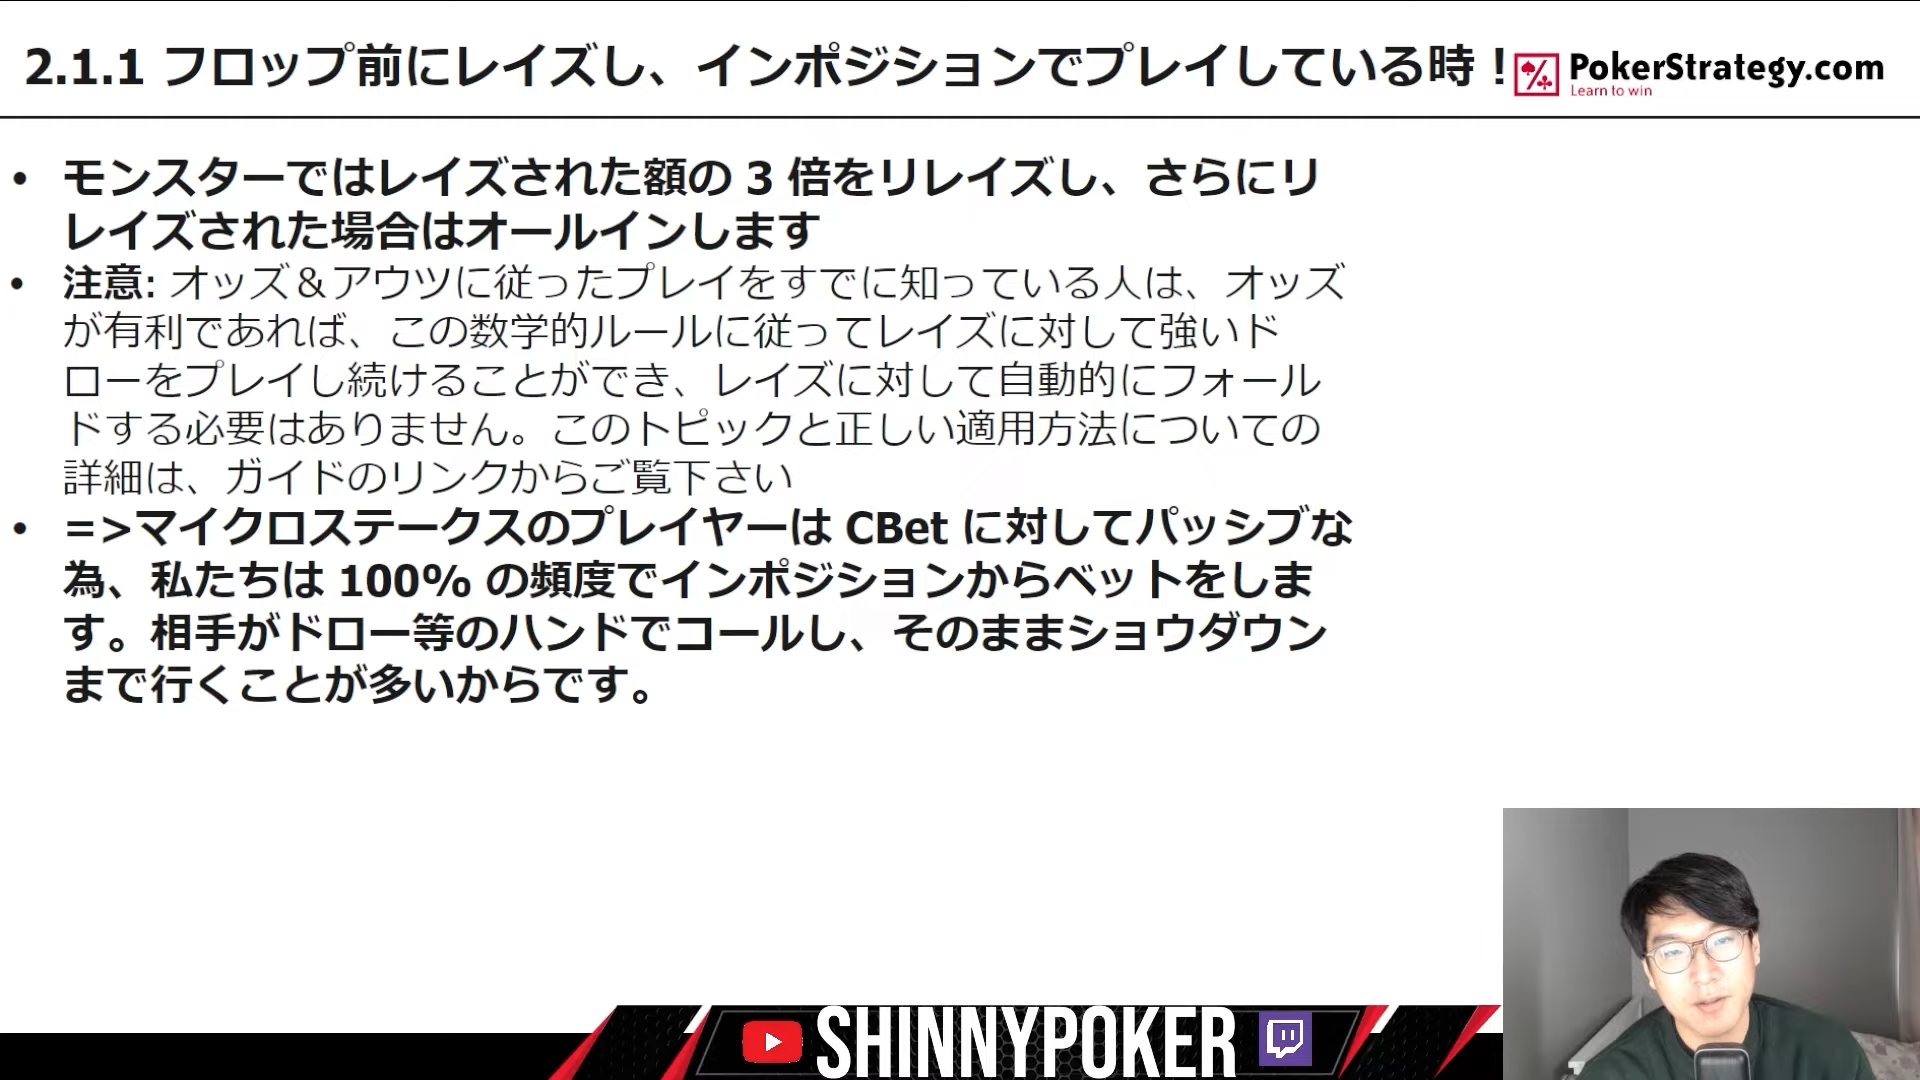 2.1.1 フロップ前にレイズし、インポジションでプレイしている時！
PokerStrategy.com
Learn to win
• モンスターではレイズされた額の 3 倍をリレイズし、さらにリ
レイズされた場合はオールインします
• 注意: オッズ＆アウツに従ったプレイをすでに知っている人は、オッズ
が有利であれば、この数学的ルールに従ってレイズに対して強いド
ローをプレイし続けることができ、レイズに対して自動的にフォール
ドする必要はありません。このトピックと正しい適用方法についての
詳細は、ガイドのリンクからご覧下さい
• =>マイクロステークスのプレイヤーは CBet に対してパッシブな
為、私たちは 100% の頻度でインポジションからベットをしま
す。相手がドロー等のハンドでコールし、そのままショウダウン
まで行くことが多いからです。
SHINNYPOKER